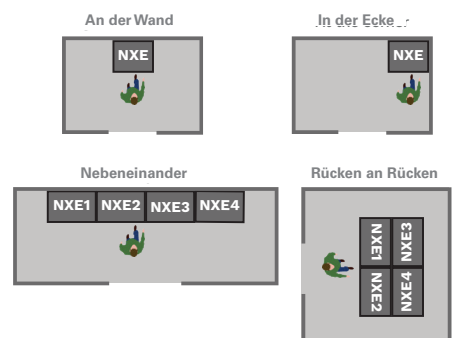 An der Wand
In der Ecke
NXE
NXE
Nebeneinander
Rücken an Rücken
NXE1 NXE2 NXE3 NXE4
NXE1
NXE3
NXE2
NXE4